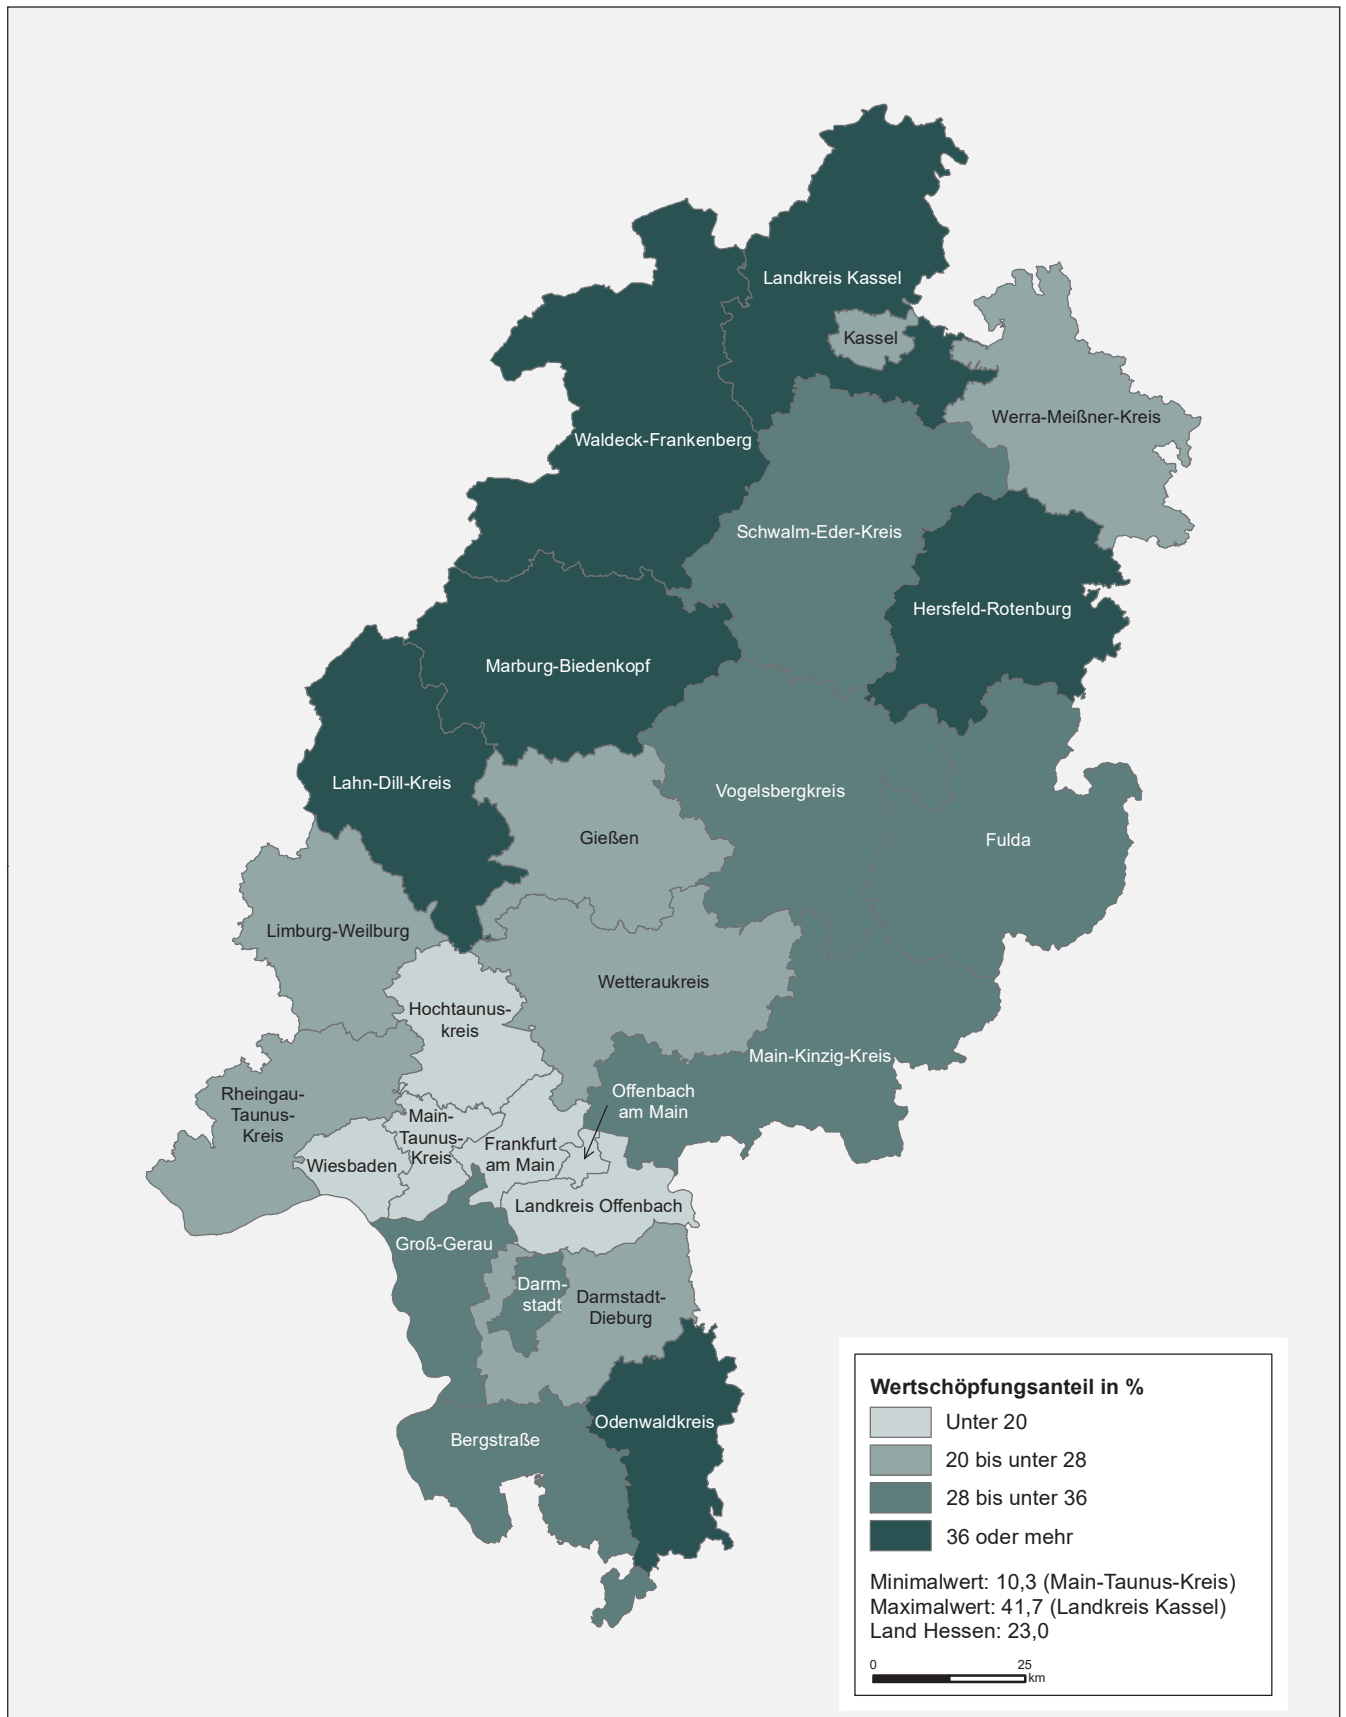 Landkreis Kassel
Kassel
Werra-Meißner-Kreis
Waldeck-Frankenberg
Schwalm-Eder-Kreis
Hersfeld-Rotenburg
Marburg-Biedenkopf
Lahn-Dill-Kreis
Vogelsbergkreis
Gießen
Fulda
Limburg-Weilburg
Wetteraukreis
Hochtaunus-
kreis
Main-Kinzig-Kreis
Rheingau-
Taunus-
Kreis
Offenbach
am Main
Main-
Taunus-
Kreis
Frankfurt
am Main
Wiesbaden
Landkreis Offenbach
Groß-Gerau
Darm-
stadt
Darmstadt-
Dieburg
Odenwaldkreis
Bergstraße
Wertschöpfungsanteil in %
Unter 20
20 bis unter 28
28 bis unter 36
36 oder mehr
Minimalwert: 10,3 (Main-Taunus-Kreis)
Maximalwert: 41,7 (Landkreis Kassel)
Land Hessen: 23,0
0 25
km